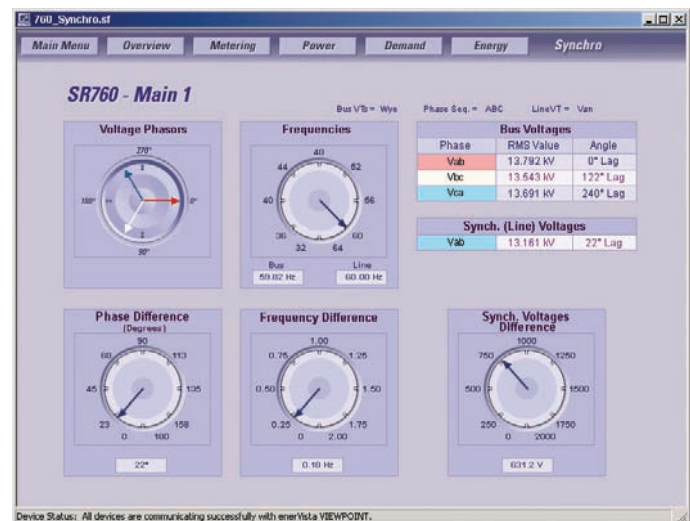 760_Synchro.sf
Main Menu Overview Metering Power Demand Energy Synchro
SR760 - Main 1
Bus VTs = Wye Phase Seq. = ABC LineVT = Van
Voltage Phasors
270°
180° 0°
90°
Frequencies
48
44 52
40 56
36 60
32 64
Bus Line
60.00 Hz
Bus Voltages
Phase RMS Value Angle
Vab 13.792 kV 0° Lag
Vbc 13.543 kV 122° Lag
Vca 13.691 kV 240° Lag
Synch. (Line) Voltages
Vab 13.161 kV 22° Lag
Phase Difference
(Degrees)
90
68 113
45 135
23 158
0 180
22°
Frequency Difference
1.00
0.75 1.25
0.50 1.50
0.25 1.75
0 2.00
0.18 Hz
Synch. Voltages
Difference
1000
750 1250
500 1500
250 1750
0 2000
631.2 V
Device Status: All devices are communicating successfully with enerVista VIEWPOINT.